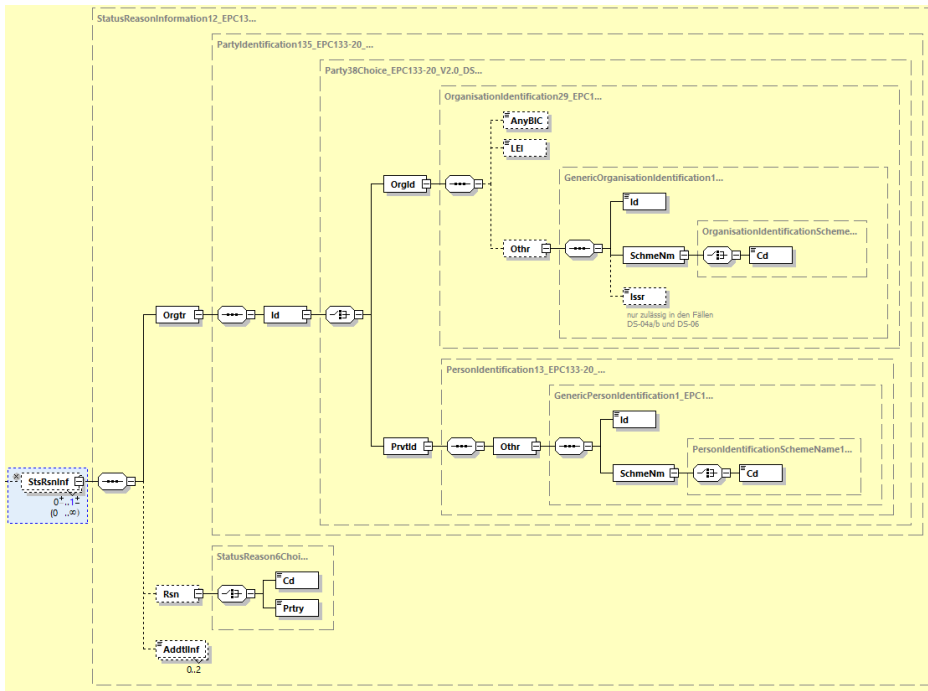 StatusReasonInformation12_EPC13...
PartyIdentification135_EPC133-20_...
Party38Choice_EPC133-20_V2.0_DS...
OrganisationIdentification29_EPC1...
AnyBIC
LEI
OrgId
GenericOrganisationIdentification1...
Id
OrganisationIdentificationScheme...
Othr
SchmeNm
Cd
Issr
nur zulässig in den Fällen
DS-04a/b und DS-06
Orgtr
Id
PersonIdentification13_EPC133-20_...
GenericPersonIdentification1_EPC1...
Id
PrvtId
Othr
PersonIdentificationSchemeName1...
SchmeNm
Cd
StsRsnInf
0+..1±
(0 ..∞)
StatusReason6Choi...
Cd
Rsn
Prtry
AddtlInf
0..2